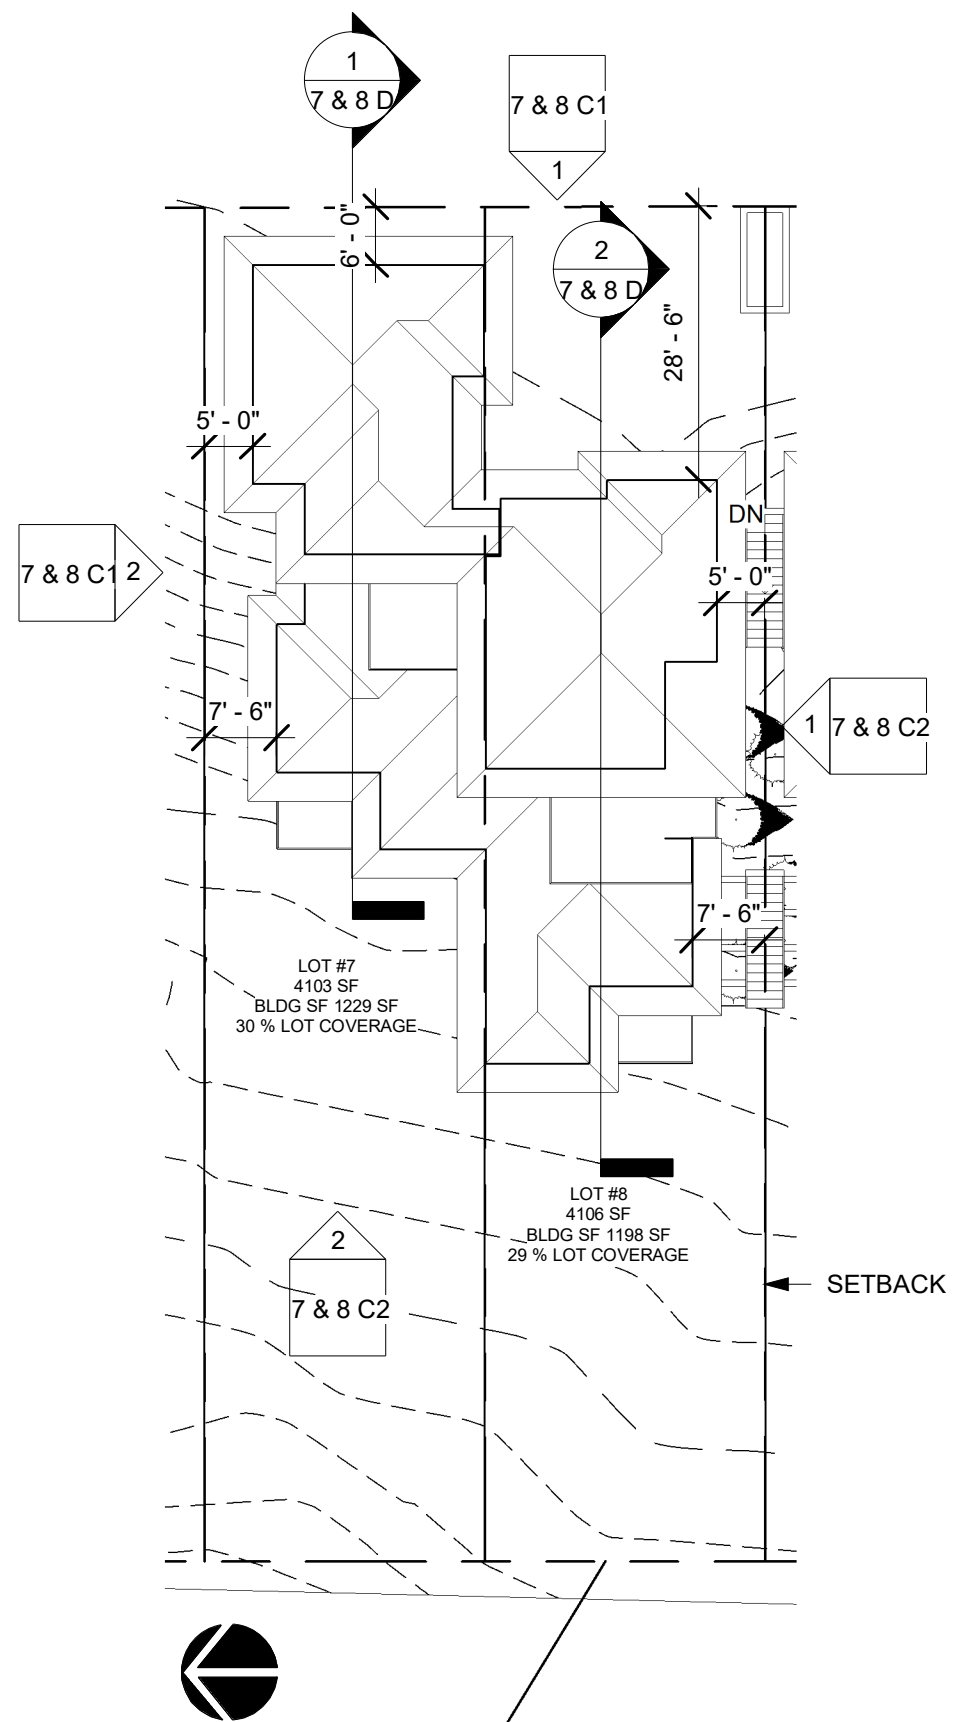 1
7 & 8 D
7 & 8 C1
1
6' - 0"
2
7 & 8 D
28' - 6"
5' - 0"
DN
7 & 8 C1 2
5' - 0"
7' - 6"
1 7 & 8 C2
7' - 6"
LOT #7
4103 SF
BLDG SF 1229 SF
30 % LOT COVERAGE
LOT #8
4106 SF
BLDG SF 1198 SF
29 % LOT COVERAGE
2
7 & 8 C2
SETBACK